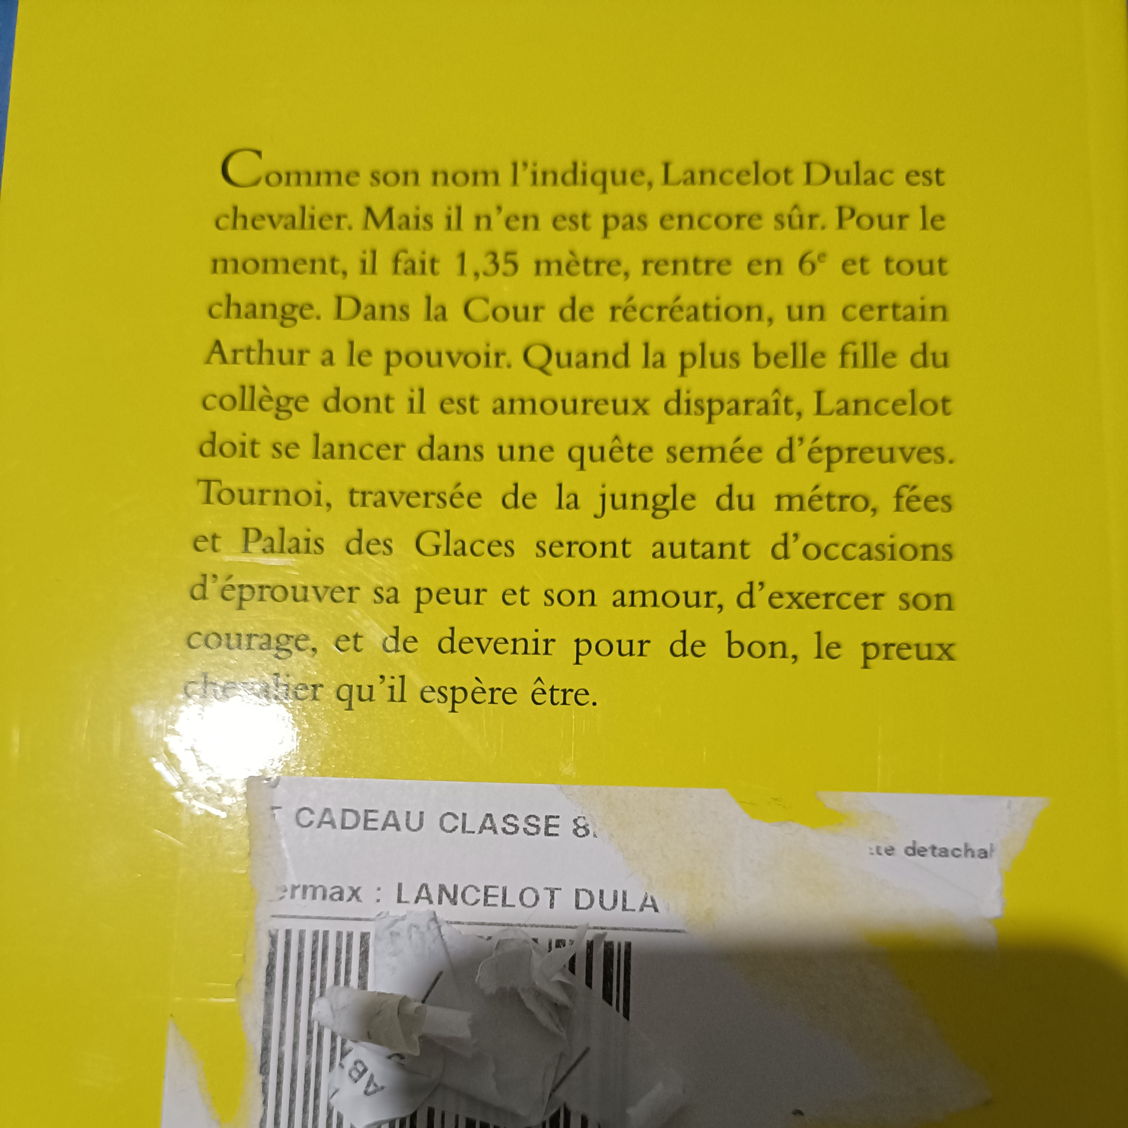 Comme son nom l'indique, Lancelot Dulac est
chevalier. Mais il n'en est pas encore sûr. Pour le
moment, il fait 1,35 mètre, rentre en 6e et tout
change. Dans la Cour de récréation, un certain
Arthur a le pouvoir. Quand la plus belle fille du
collège dont il est amoureux disparaît, Lancelot
doit se lancer dans une quête semée d'épreuves.
Tournoi, traversée de la jungle du métro, fées
et Palais des Glaces seront autant d'occasions
d'éprouver sa peur et son amour, d'exercer son
courage, et de devenir pour de bon, le preux
chevalier qu'il espère être.
CADEAU CLASSE 8
detachal
ermax : LANCELOT DULA